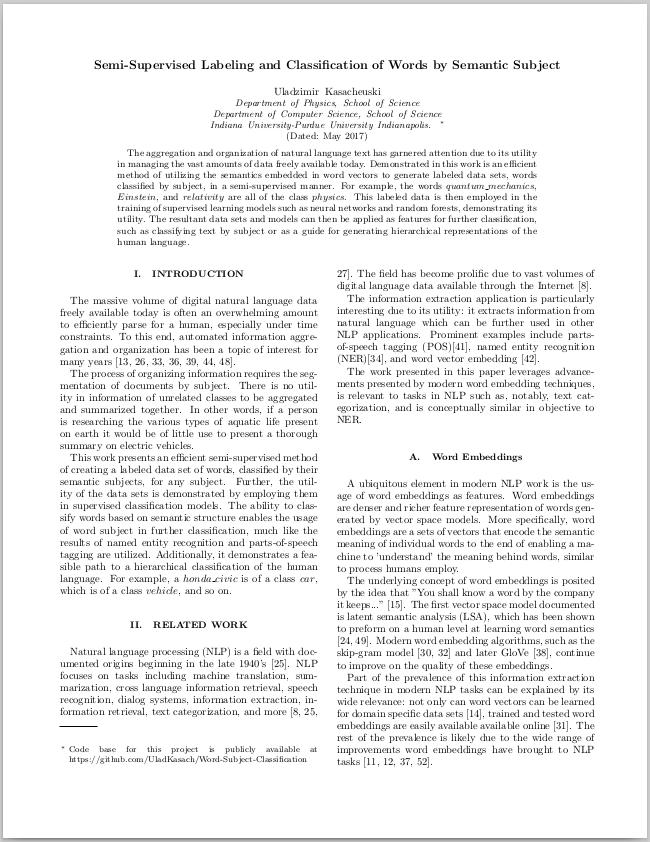 Semi-Supervised Labeling and Classification of Words by Semantic Subject
Uladzimir Kasacheuski
Department of Physics, School of Science
Department of Computer Science, School of Science
Indiana University-Purdue University Indianapolis. *
(Dated: May 2017)
The aggregation and organization of natural language text has garnered attention due to its utility
in managing the vast amounts of data freely available today. Demonstrated in this work is an efficient
method of utilizing the semantics embedded in word vectors to generate labeled data sets, words
classified by subject, in a semi-supervised manner. For example, the words quantum_mechanics,
Einstein, and relativity are all of the class physics. This labeled data is then employed in the
training of supervised learning models such as neural networks and random forests, demonstrating its
utility. The resultant data sets and models can then be applied as features for further classification,
such as classifying text by subject or as a guide for generating hierarchical representations of the
human language.
I. INTRODUCTION
The massive volume of digital natural language data
freely available today is often an overwhelming amount
to efficiently parse for a human, especially under time
constraints. To this end, automated information aggre-
gation and organization has been a topic of interest for
many years [13, 26, 33, 36, 39, 44, 48].
The process of organizing information requires the seg-
mentation of documents by subject. There is no util-
ity in information of unrelated classes to be aggregated
and summarized together. In other words, if a person
is researching the various types of aquatic life present
on earth it would be of little use to present a thorough
summary on electric vehicles.
This work presents an efficient semi-supervised method
of creating a labeled data set of words, classified by their
semantic subjects, for any subject. Further, the util-
ity of the data sets is demonstrated by employing them
in supervised classification models. The ability to clas-
sify words based on semantic structure enables the usage
of word subject in further classification, much like the
results of named entity recognition and parts-of-speech
tagging are utilized. Additionally, it demonstrates a fea-
sible path to a hierarchical classification of the human
language. For example, a honda_civic is of a class car,
which is of a class vehicle, and so on.
II. RELATED WORK
Natural language processing (NLP) is a field with doc-
umented origins beginning in the late 1940's [25]. NLP
focuses on tasks including machine translation, sum-
marization, cross language information retrieval, speech
recognition, dialog systems, information extraction, in-
formation retrieval, text categorization, and more [8, 25,
* Code base for this project is publicly available at
https://github.com/UladKasach/Word-Subject-Classification
27]. The field has become prolific due to vast volumes of
digital language data available through the Internet [8].
The information extraction application is particularly
interesting due to its utility: it extracts information from
natural language which can be further used in other
NLP applications. Prominent examples include parts-
of-speech tagging (POS)[41], named entity recognition
(NER)[34], and word vector embedding [42].
The work presented in this paper leverages advance-
ments presented by modern word embedding techniques,
is relevant to tasks in NLP such as, notably, text cat-
egorization, and is conceptually similar in objective to
NER.
A. Word Embeddings
A ubiquitous element in modern NLP work is the us-
age of word embeddings as features. Word embeddings
are denser and richer feature representation of words gen-
erated by vector space models. More specifically, word
embeddings are a sets of vectors that encode the semantic
meaning of individual words to the end of enabling a ma-
chine to 'understand' the meaning behind words, similar
to process humans employ.
The underlying concept of word embeddings is posited
by the idea that "You shall know a word by the company
it keeps..." [15]. The first vector space model documented
is latent semantic analysis (LSA), which has been shown
to preform on a human level at learning word semantics
[24, 49]. Modern word embedding algorithms, such as the
skip-gram model [30, 32] and later GloVe [38], continue
to improve on the quality of these embeddings.
Part of the prevalence of this information extraction
technique in modern NLP tasks can be explained by its
wide relevance: not only can word vectors can be learned
for domain specific data sets [14], trained and tested word
embeddings are easily available available online [31]. The
rest of the prevalence is likely due to the wide range of
improvements word embeddings have brought to NLP
tasks [11, 12, 37, 52].